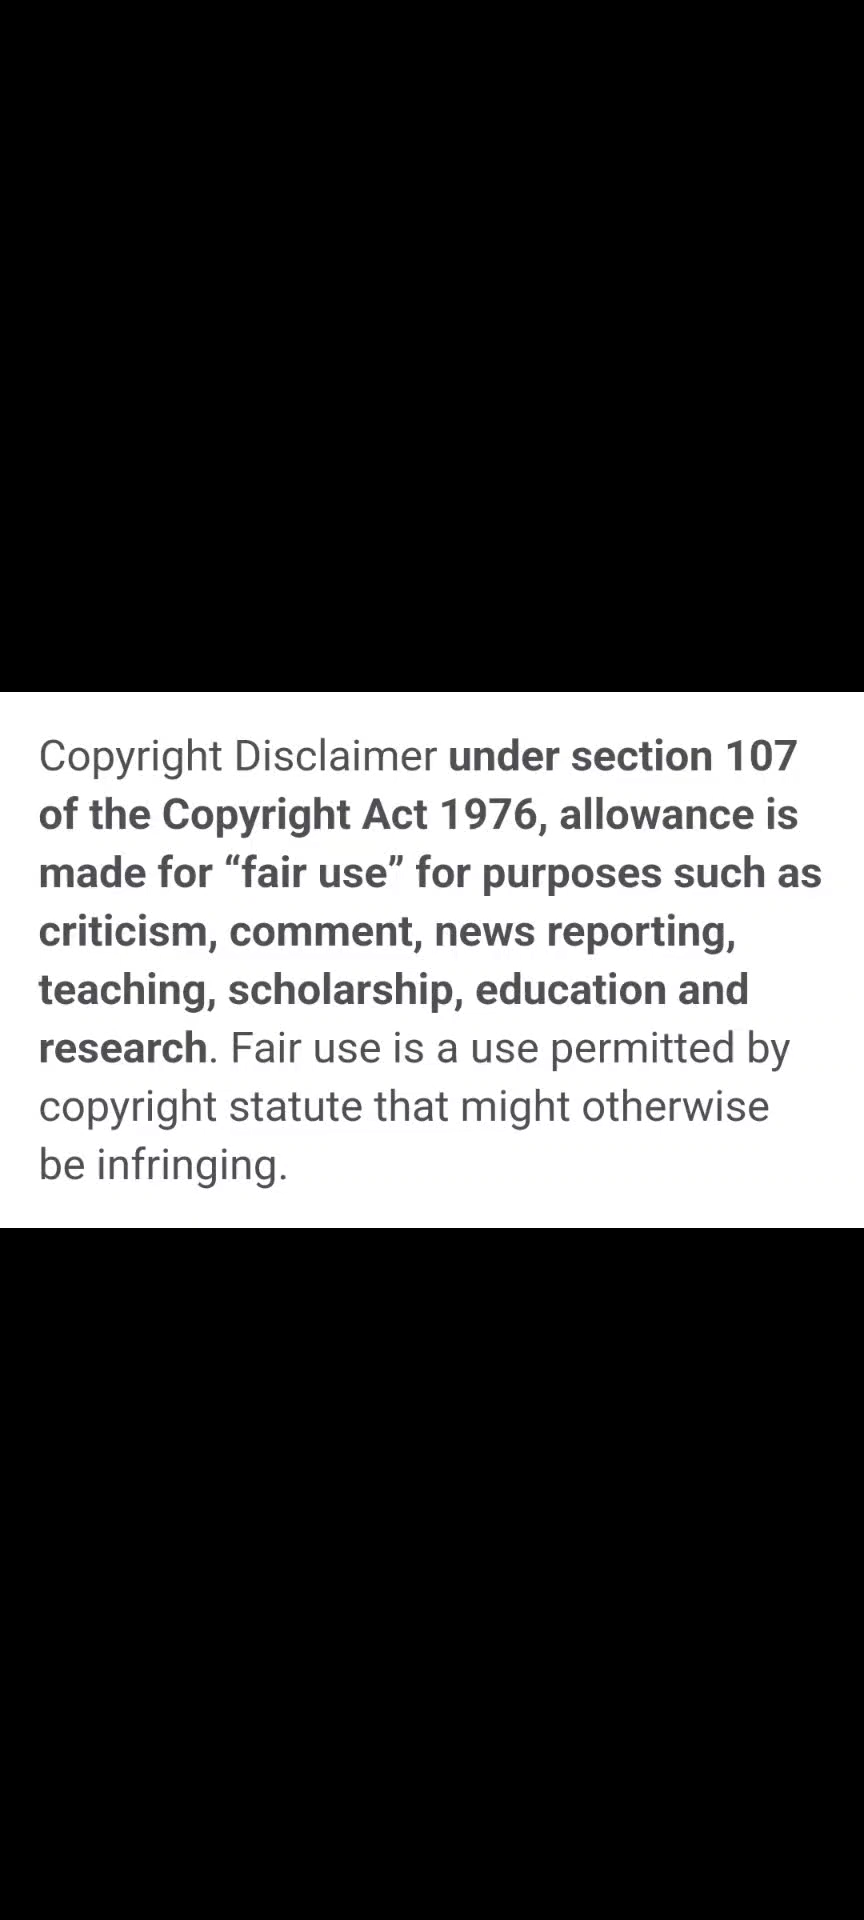 Copyright Disclaimer under section 107
of the Copyright Act 1976, allowance is
made for “fair use” for purposes such as
criticism, comment, news reporting,
teaching, scholarship, education and
research. Fair use is a use permitted by
copyright statute that might otherwise
be infringing.